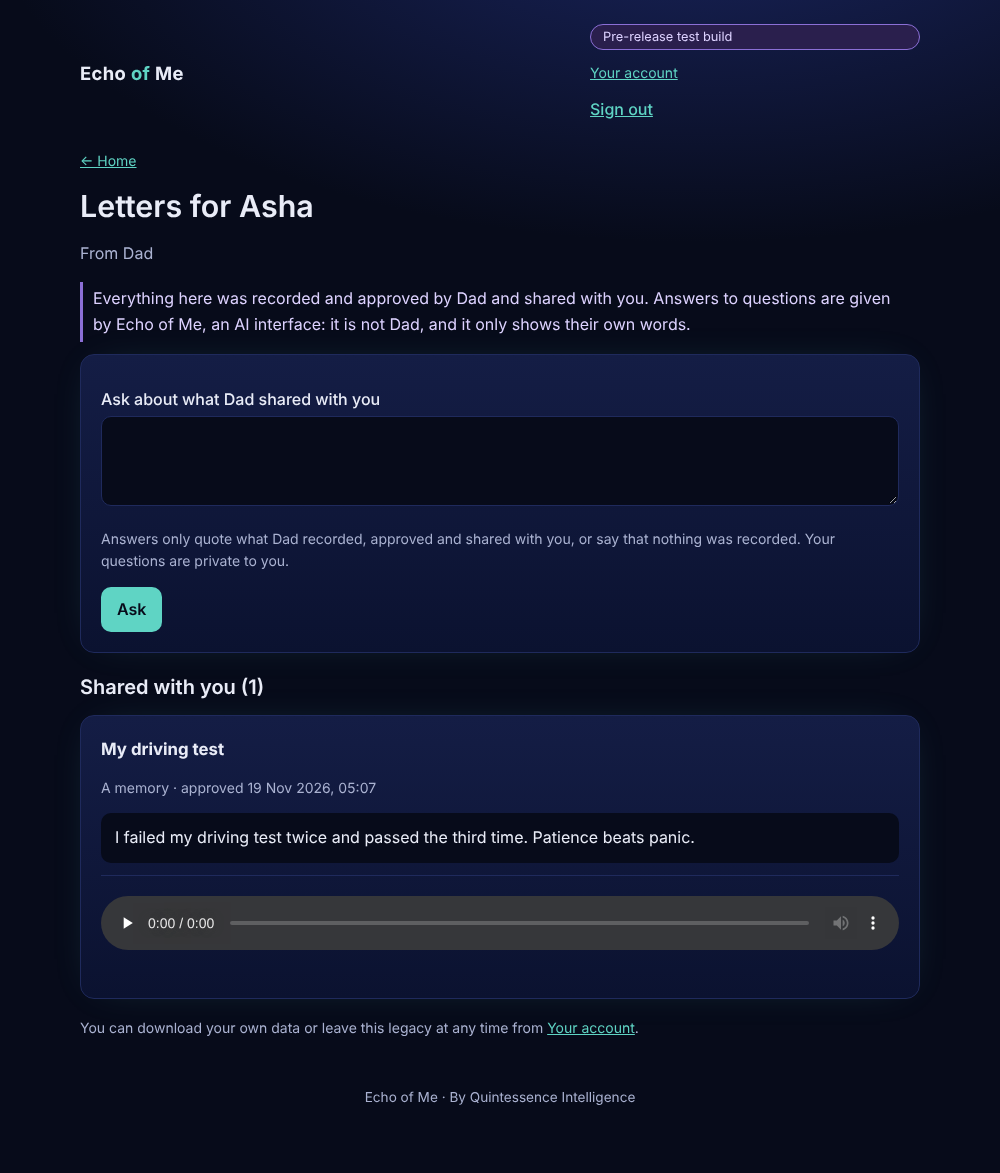 Pre-release test build
Echo of Me
Your account
Sign out
← Home
Letters for Asha
From Dad
Everything here was recorded and approved by Dad and shared with you. Answers to questions are given
by Echo of Me, an AI interface: it is not Dad, and it only shows their own words.
Ask about what Dad shared with you
Answers only quote what Dad recorded, approved and shared with you, or say that nothing was recorded. Your
questions are private to you.
Ask
Shared with you (1)
My driving test
A memory · approved 19 Nov 2026, 05:07
I failed my driving test twice and passed the third time. Patience beats panic.
0:00 / 0:00
You can download your own data or leave this legacy at any time from Your account.
Echo of Me · By Quintessence Intelligence